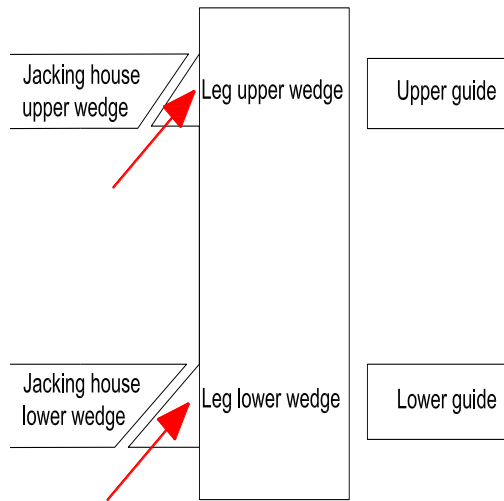 Jacking house
upper wedge
Leg upper wedge
Upper guide
Jacking house
lower wedge
Leg lower wedge
Lower guide